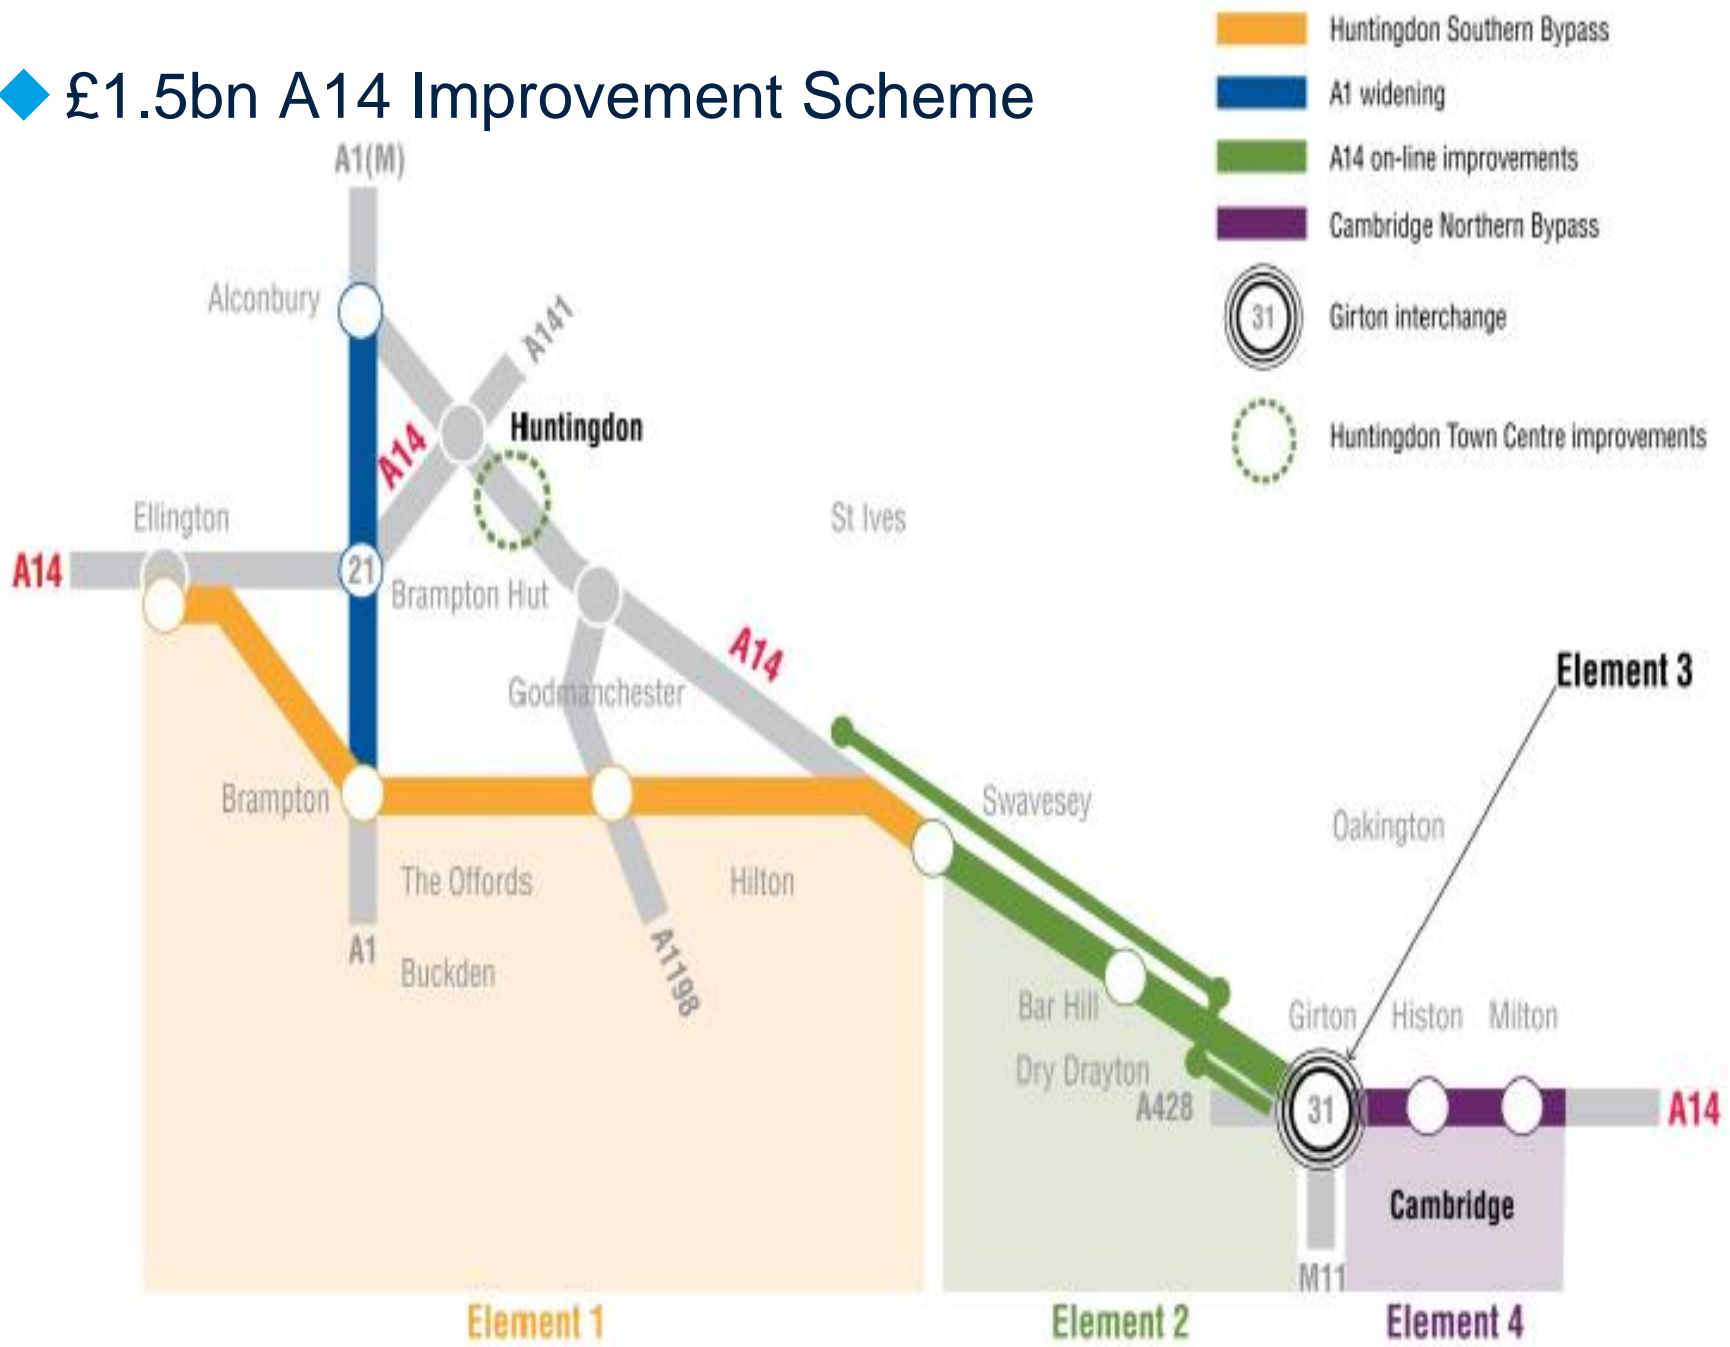 Huntingdon Southern Bypass
£1.5bn A14 Improvement Scheme
A1 widening
A14 on-line improvements
A1(M)
Cambridge Northern Bypass
Alconbury
31
Girton interchange
A141
Huntingdon
Huntingdon Town Centre improvements
A14
Ellington
St Ives
A14
21
Brampton Hut
A14
Element 3
Godmanchester
Brampton
Swavesey
Oakington
The Offords
Hilton
A1
Buckden
A1198
Bar Hill
Girton
Histon
Milton
Dry Drayton
A428
31
A14
Cambridge
M11
Element 1
Element 2
Element 4